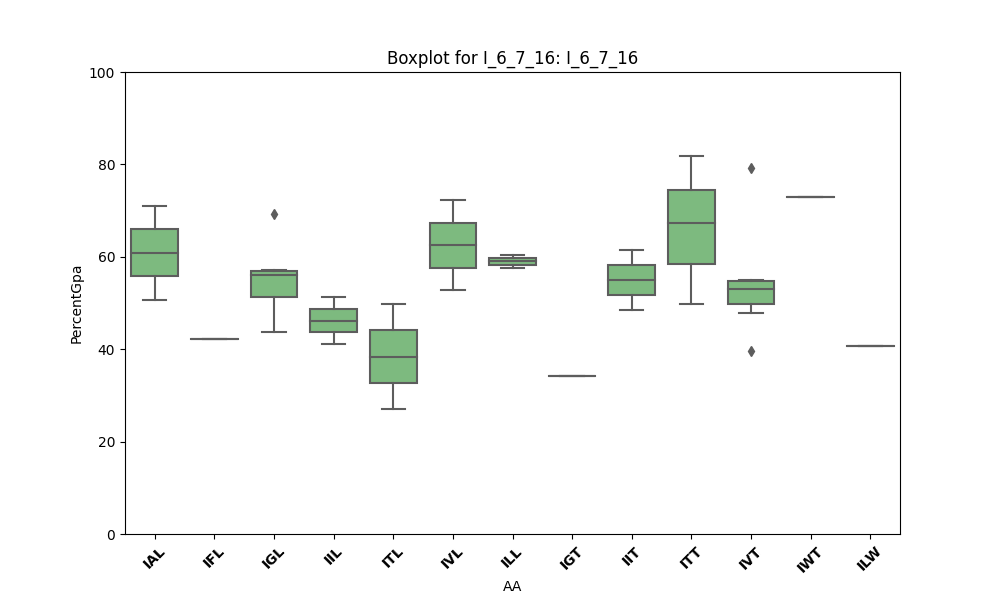 Boxplot for I_6_7_16: I_6_7_16
100
80
60
40
20
0
PercentGpa
IAL IFL IGL IIL ITL IVL ILL IGT IIT ITT IVT IWT ILW
AA